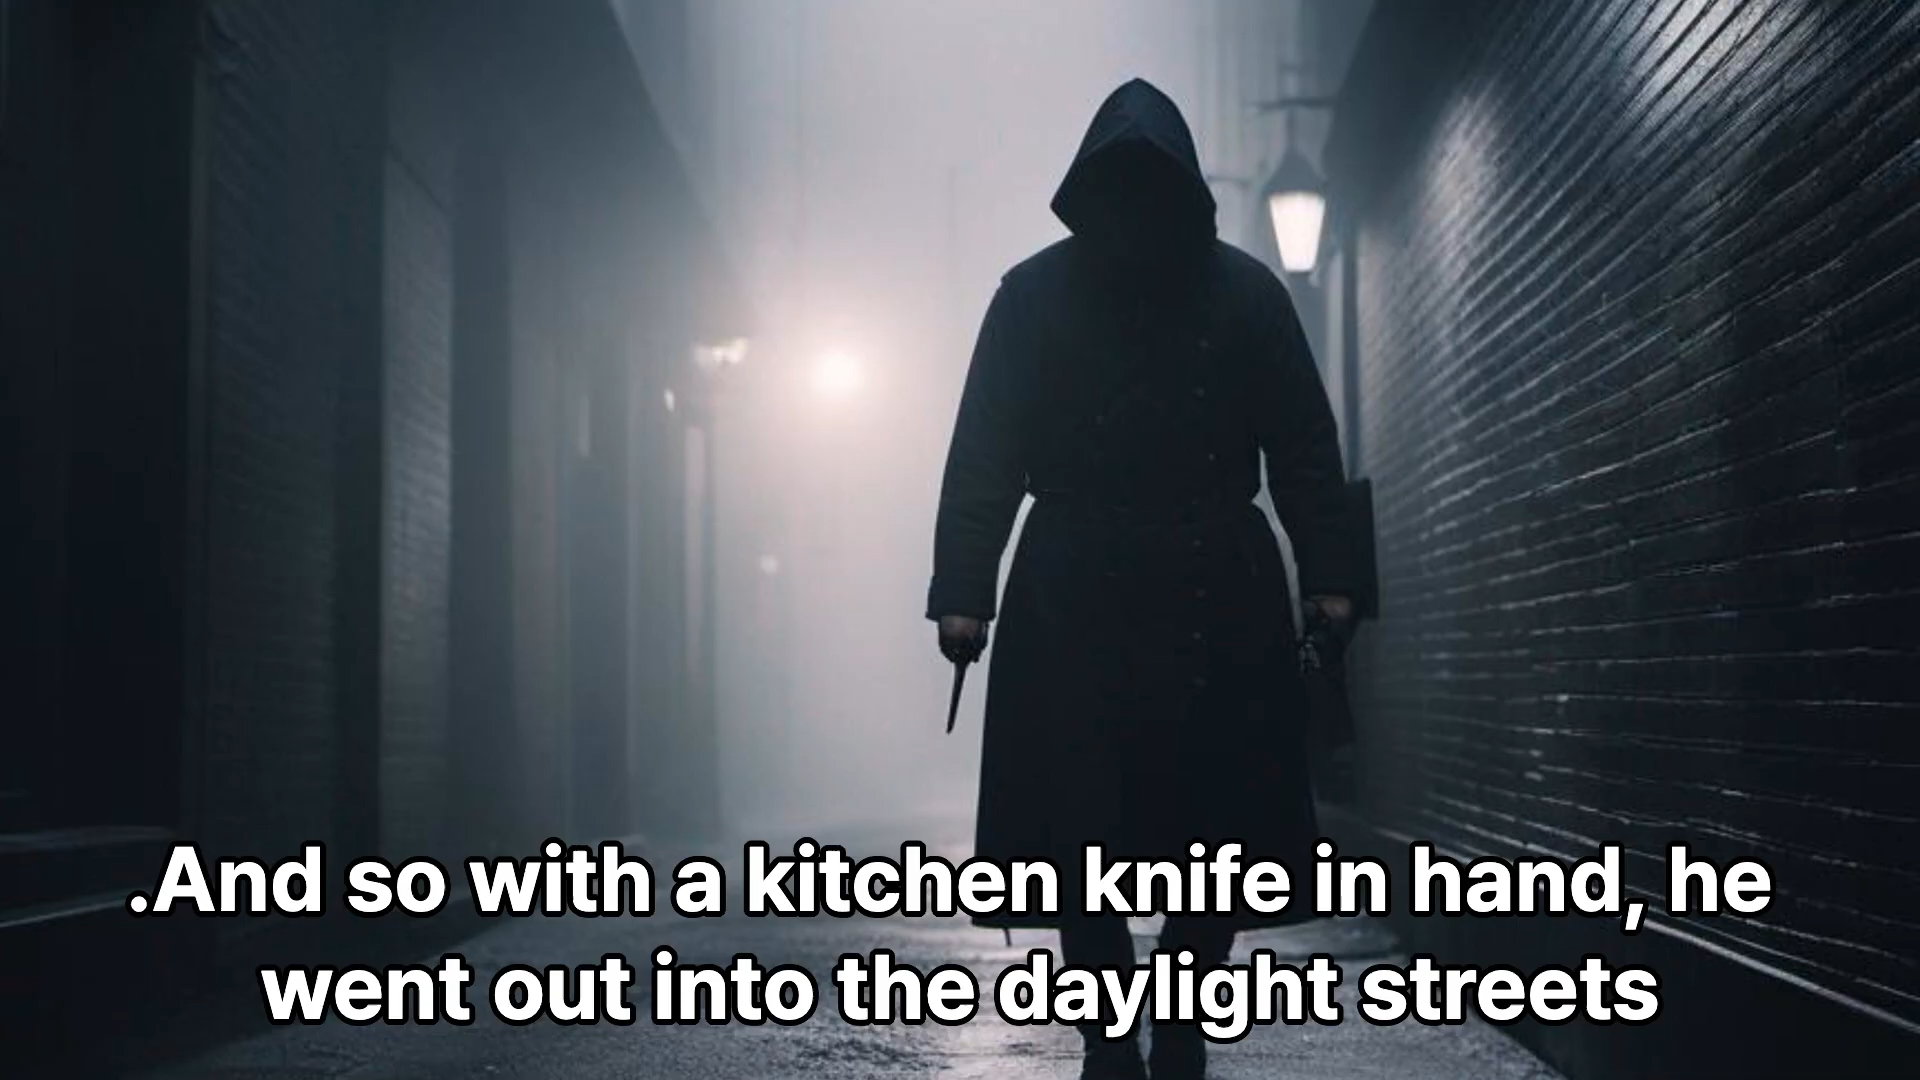 .And so with a kitchen knife in hand, he
went out into the daylight streets